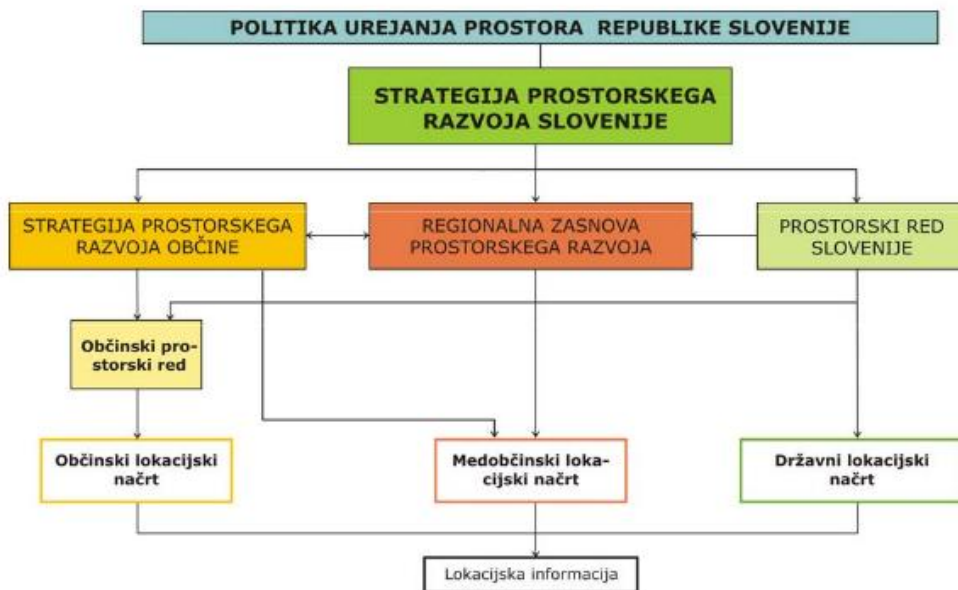 POLITIKA UREJANJA PROSTORA REPUBLIKE SLOVENIJE
STRATEGIJA PROSTORSKEGA
RAZVOJA SLOVENIJE
STRATEGIJA PROSTORSKEGA
RAZVOJA OBČINE
REGIONALNA ZASNOVA
PROSTORSKEGA RAZVOJA
PROSTORSKI RED
SLOVENIJE
Občinski pro-
storski red
Občinski lokacijski
načrt
Medobčinski loka-
cijski načrt
Državni lokacijski
načrt
Lokacijska informacija